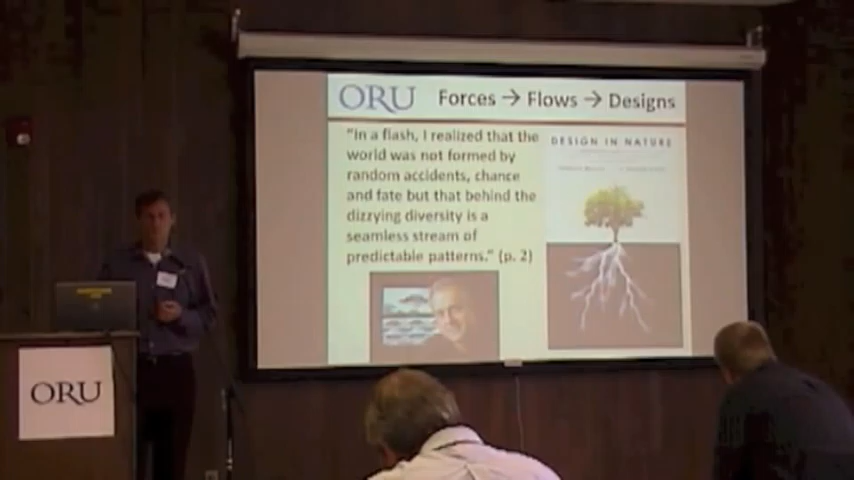 ORU Forces → Flows → Designs
"In a flash, I realized that the
world was not formed by
random accidents, chance
and fate but that behind the
dizzying diversity is a
seamless stream of
predictable patterns." (p. 2)
DESIGN IN NATURE
ORU